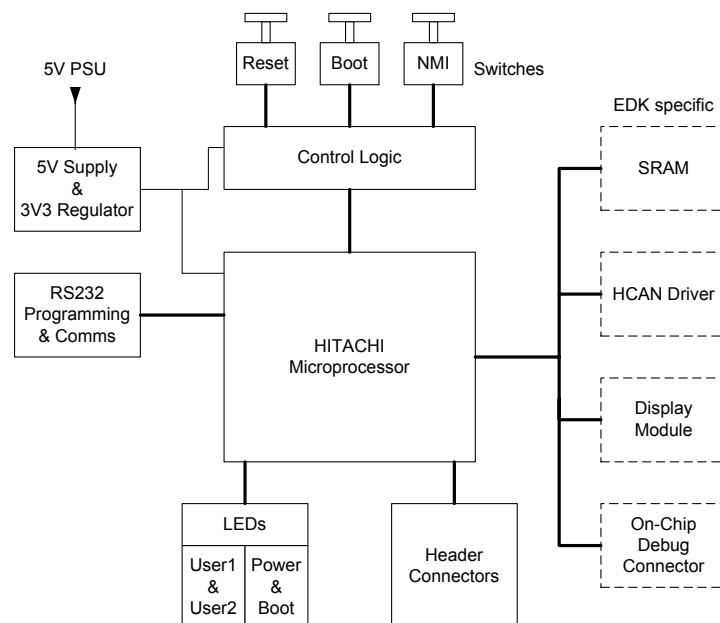 Reset
Boot
NMI
Switches
5V PSU
EDK specific
5V Supply
&
3V3 Regulator
Control Logic
SRAM
RS232
Programming
& Comms
HITACHI
Microprocessor
HCAN Driver
Display
Module
LEDs
User1
&
User2
Power
&
Boot
Header
Connectors
On-Chip
Debug
Connector